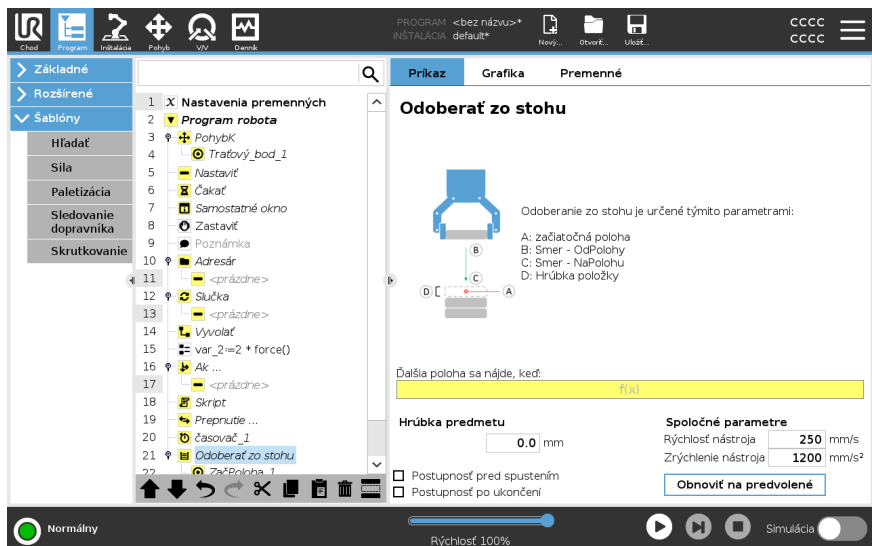 PROGRAM <bez názvu>*
INŠTALÁCIA default*
CCCC
CCCC
Chod
Program
Inštalácia
Pohyb
V/V
Denník
Nový...
Otvoriť...
Uložiť...
Základné
Rozšírené
Šablóny
Hľadať
Sila
Paletizácia
Sledovanie
dopravníka
Skrutkovanie
1 X Nastavenia premenných
2 Program robota
3 PohybK
4 Traťový_bod_1
5 Nastaviť
6 Čakať
7 Samostatné okno
8 Zastaviť
9 Poznámka
10 Adresár
11 <prázdne>
12 Slučka
13 <prázdne>
14 Vyvolať
15 var_2:=2 * force()
16 Ak ...
17 <prázdne>
18 Skript
19 Prepnutie ...
20 časovač_1
21 Odoberať zo stohu
22 ZačPoloha_1
Príkaz
Grafika
Premenné
Odoberať zo stohu
Odoberanie zo stohu je určené týmito parametrami:
A: začiatočná poloha
B: Smer - OdPolohy
C: Smer - NaPolohu
D: Hrúbka položky
B
C
D
A
Ďalšia poloha sa nájde, keď:
f(x)
Hrúbka predmetu
0.0 mm
Postupnosť pred spustením
Postupnosť po ukončení
Spoločné parametre
Rýchlosť nástroja 250 mm/s
Zrýchlenie nástroja 1200 mm/s²
Obnoviť na predvolené
Normálny
Rýchlosť 100%
Simulácia